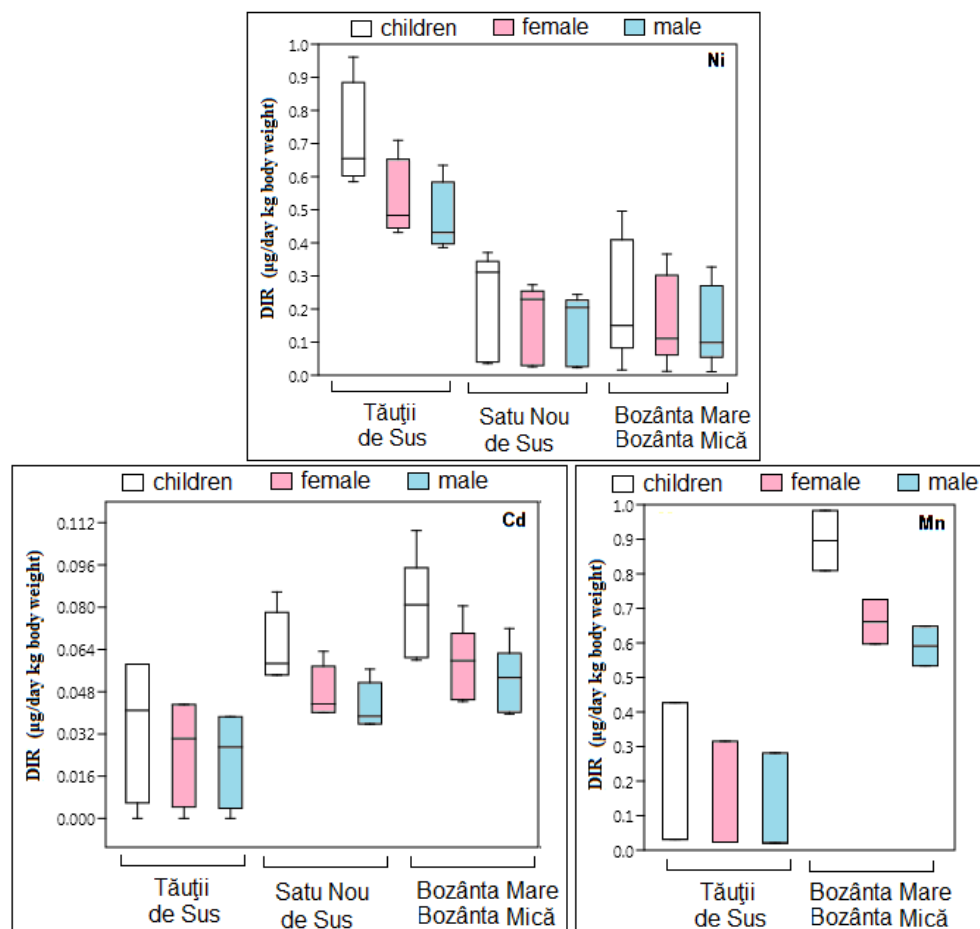 children female male
Ni
DIR (µg/day kg body weight)
1.0
0.9
0.8
0.7
0.6
0.5
0.4
0.3
0.2
0.1
0.0
Tăuţii
de Sus
Satu Nou
de Sus
Bozânta Mare
Bozânta Mică
children female male
Cd
DIR (µg/day kg body weight)
0.112
0.096
0.080
0.064
0.048
0.032
0.016
0.000
Tăuţii
de Sus
Satu Nou
de Sus
Bozânta Mare
Bozânta Mică
children female male
Mn
DIR (µg/day kg body weight)
1.0
0.9
0.8
0.7
0.6
0.5
0.4
0.3
0.2
0.1
0.0
Tăuţii
de Sus
Bozânta Mare
Bozânta Mică